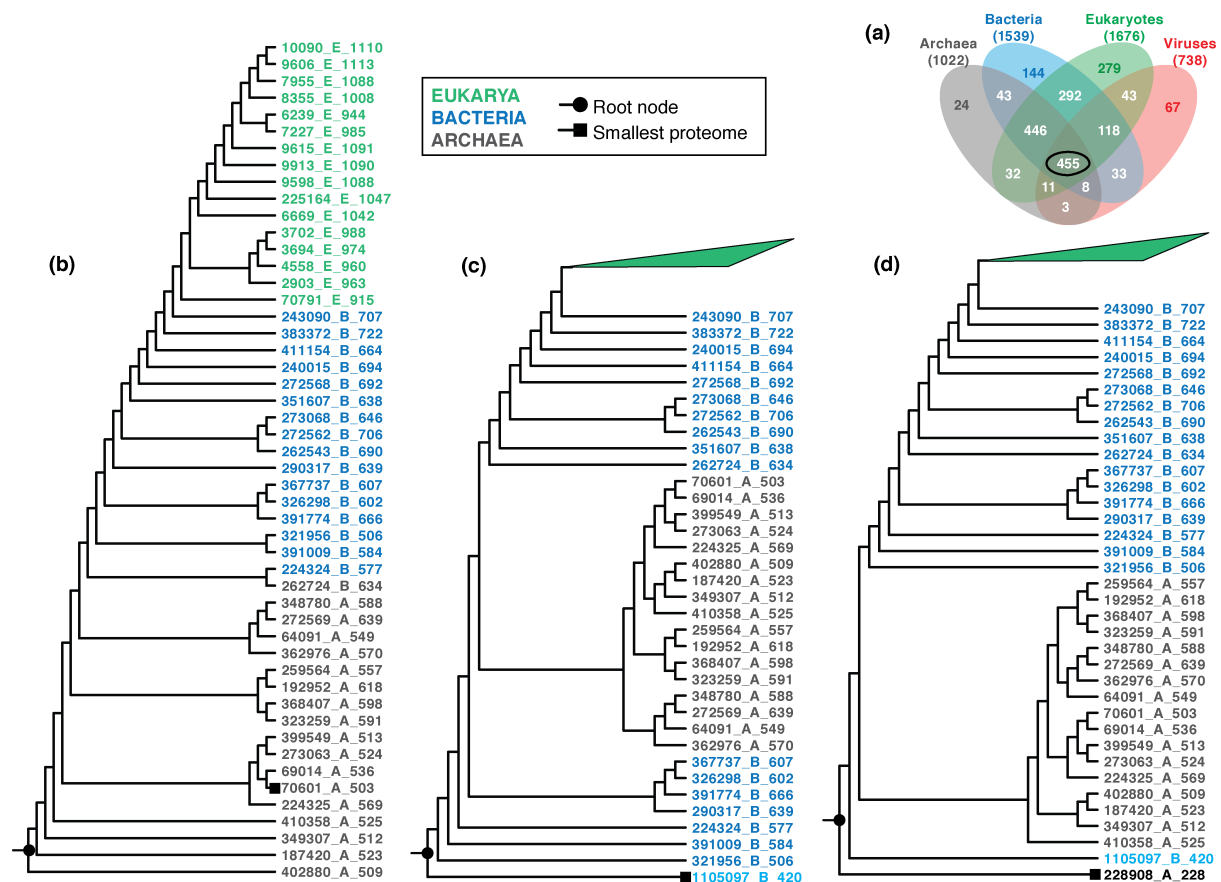 (a)
Archaea
(1022)
Bacteria
(1539)
Eukaryotes
(1676)
Viruses
(738)
24
43
144
292
279
43
67
446
118
455
32
33
11
8
3
EUKARYA
BACTERIA
ARCHAEA
Root node
Smallest proteome
(b)
10090_E_1110
9606_E_1113
7955_E_1088
8355_E_1008
6239_E_944
7227_E_985
9615_E_1091
9913_E_1090
9598_E_1088
225164_E_1047
6669_E_1042
3702_E_988
3694_E_974
4558_E_960
2903_E_963
70791_E_915
243090_B_707
383372_B_722
411154_B_664
240015_B_694
272568_B_692
351607_B_638
273068_B_646
272562_B_706
262543_B_690
290317_B_639
367737_B_607
326298_B_602
391774_B_666
321956_B_506
391009_B_584
224324_B_577
262724_B_634
348780_A_588
272569_A_639
64091_A_549
362976_A_570
259564_A_557
192952_A_618
368407_A_598
323259_A_591
399549_A_513
273063_A_524
69014_A_536
70601_A_503
224325_A_569
410358_A_525
349307_A_512
187420_A_523
402880_A_509
(c)
243090_B_707
383372_B_722
240015_B_694
411154_B_664
272568_B_692
273068_B_646
272562_B_706
262543_B_690
351607_B_638
262724_B_634
70601_A_503
69014_A_536
399549_A_513
273063_A_524
224325_A_569
402880_A_509
187420_A_523
349307_A_512
410358_A_525
259564_A_557
192952_A_618
368407_A_598
323259_A_591
348780_A_588
272569_A_639
64091_A_549
362976_A_570
367737_B_607
326298_B_602
391774_B_666
290317_B_639
224324_B_577
391009_B_584
321956_B_506
1105097_B_420
(d)
243090_B_707
383372_B_722
411154_B_664
240015_B_694
272568_B_692
273068_B_646
272562_B_706
262543_B_690
351607_B_638
262724_B_634
367737_B_607
326298_B_602
391774_B_666
290317_B_639
224324_B_577
391009_B_584
321956_B_506
259564_A_557
192952_A_618
368407_A_598
323259_A_591
348780_A_588
272569_A_639
362976_A_570
64091_A_549
70601_A_503
69014_A_536
399549_A_513
273063_A_524
224325_A_569
402880_A_509
187420_A_523
349307_A_512
410358_A_525
1105097_B_420
228908_A_228